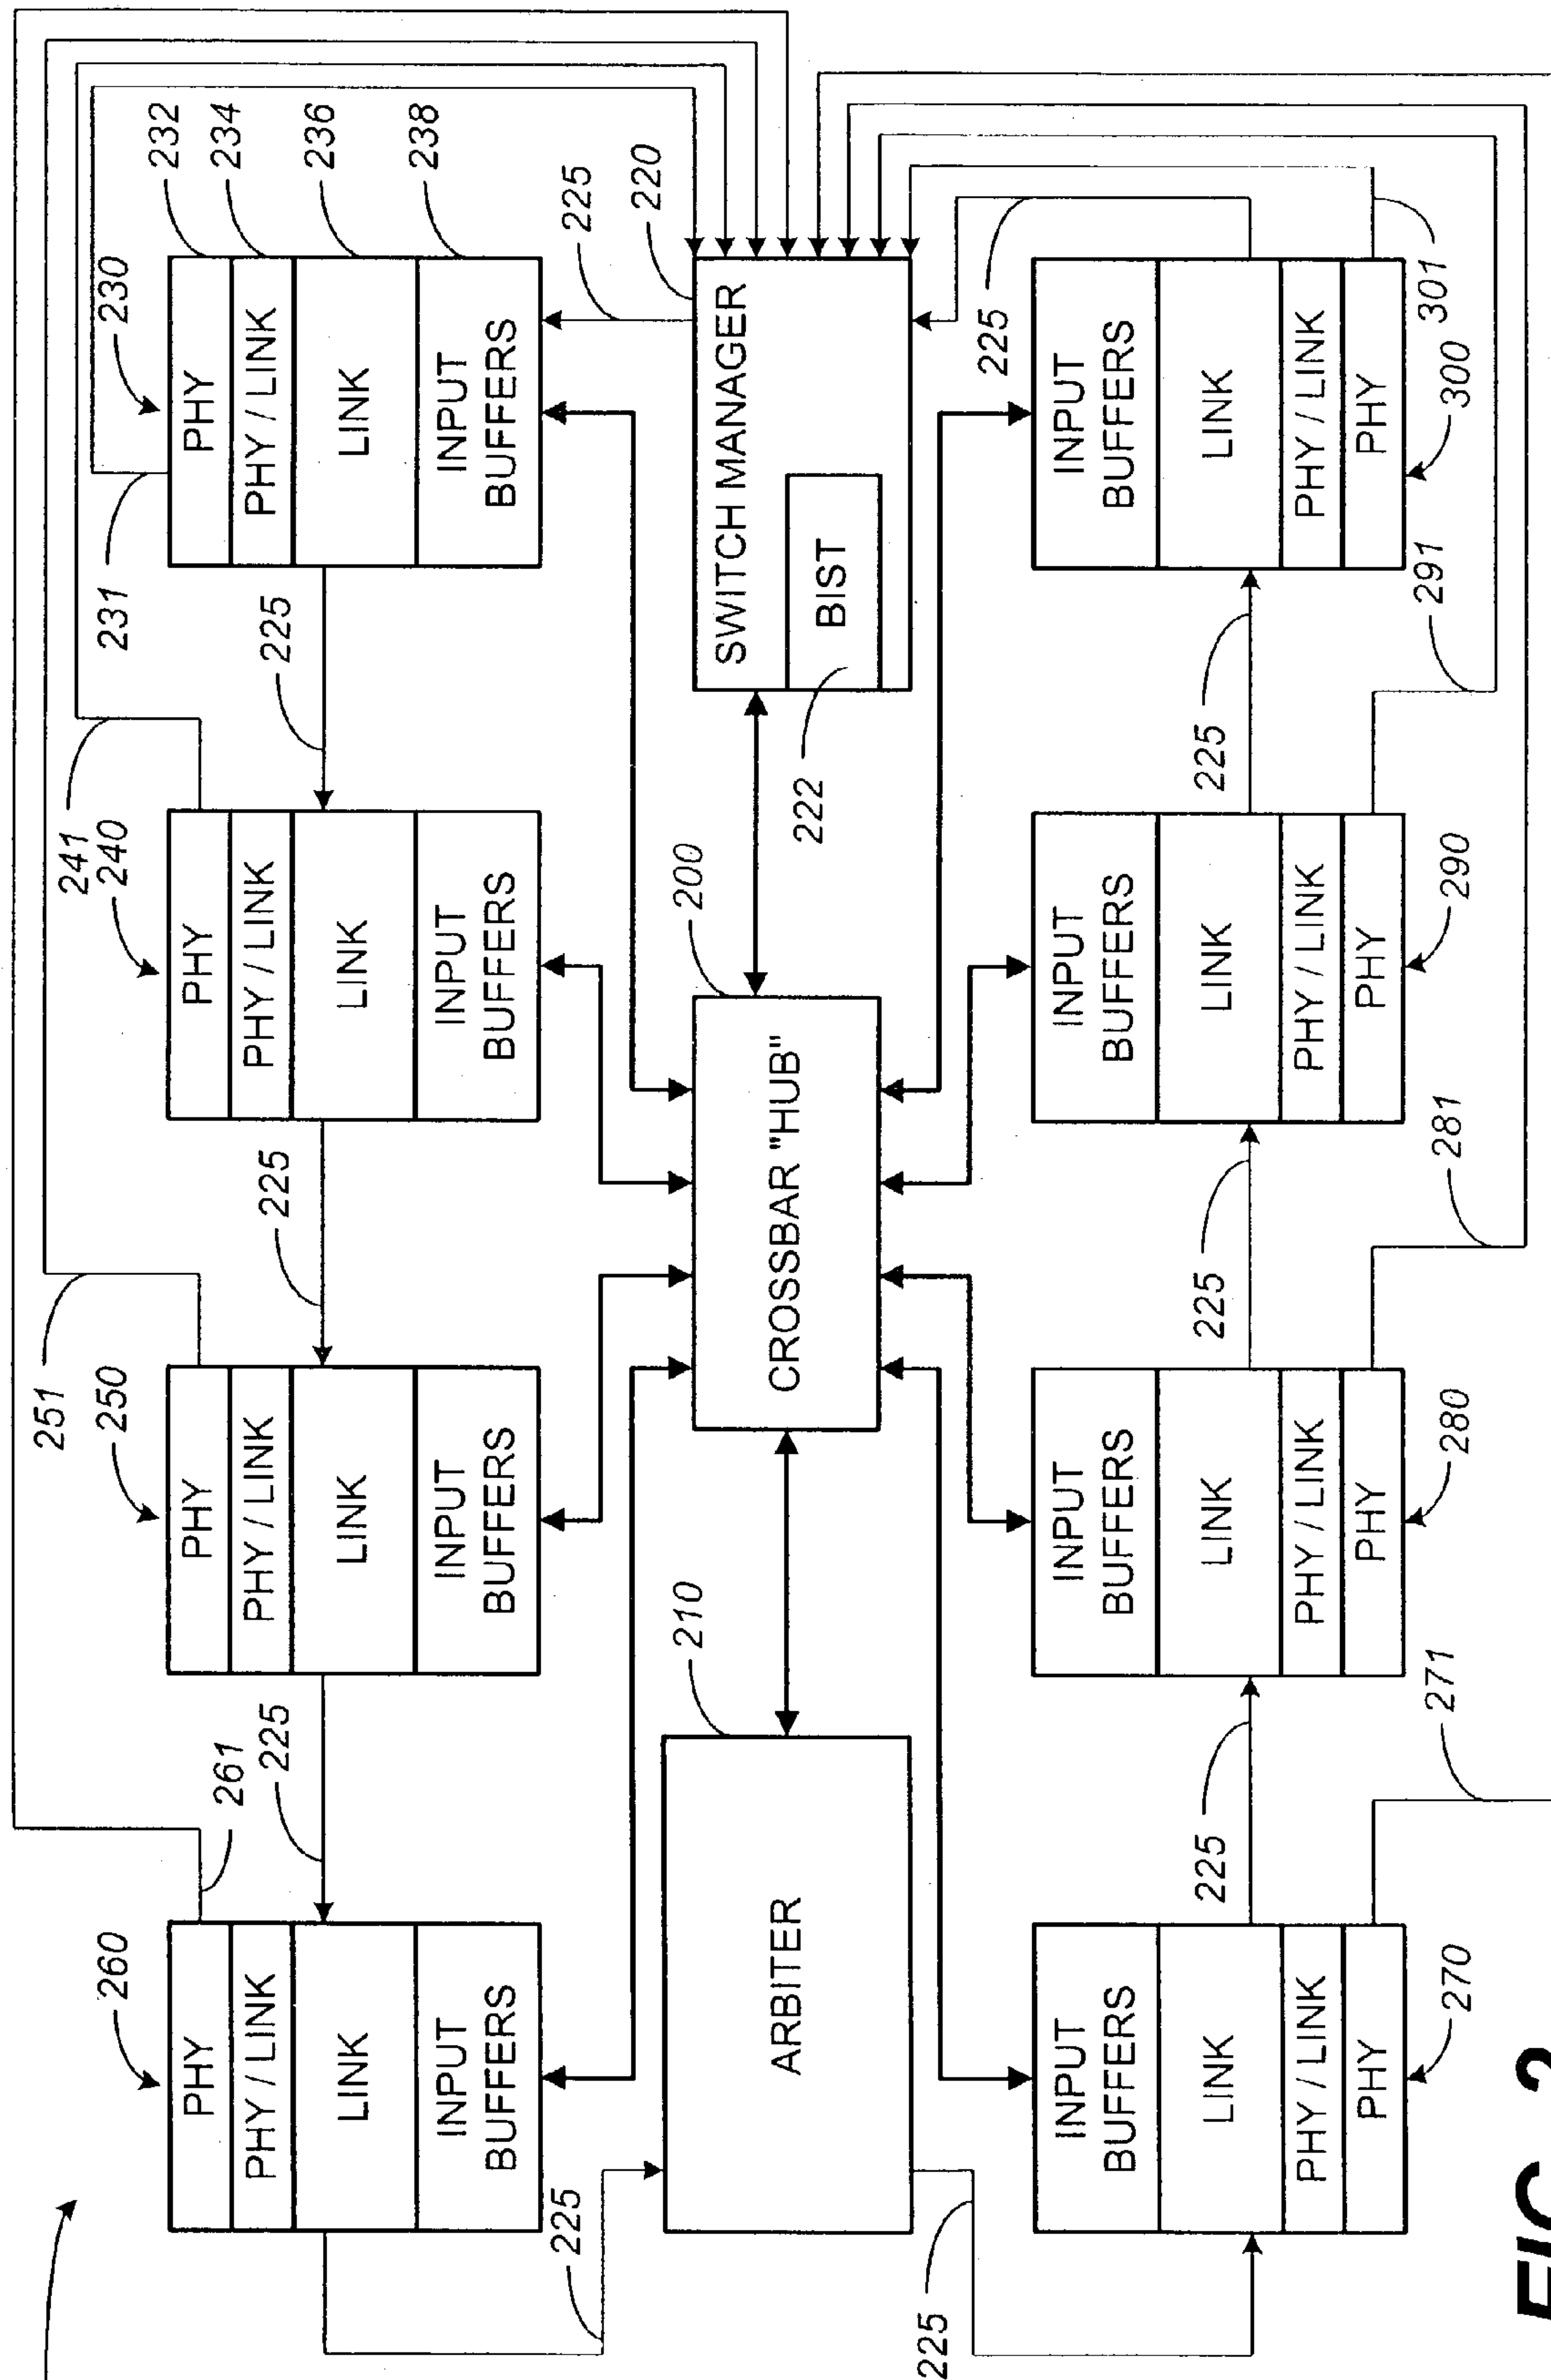 251
241
231
260
261
250
240
230
232
234
236
238
PHY
PHY / LINK
LINK
INPUT
BUFFERS
225
PHY
PHY / LINK
LINK
INPUT
BUFFERS
225
PHY
PHY / LINK
LINK
INPUT
BUFFERS
225
PHY
PHY / LINK
LINK
INPUT
BUFFERS
225
225
220
210
ARBITER
200
CROSSBAR "HUB"
SWITCH MANAGER
BIST
222
225
225
INPUT
BUFFERS
LINK
PHY / LINK
PHY
225
INPUT
BUFFERS
LINK
PHY / LINK
PHY
225
INPUT
BUFFERS
LINK
PHY / LINK
PHY
225
INPUT
BUFFERS
LINK
PHY / LINK
PHY
270
271
280
281
290
291
300
301
FIG. 2